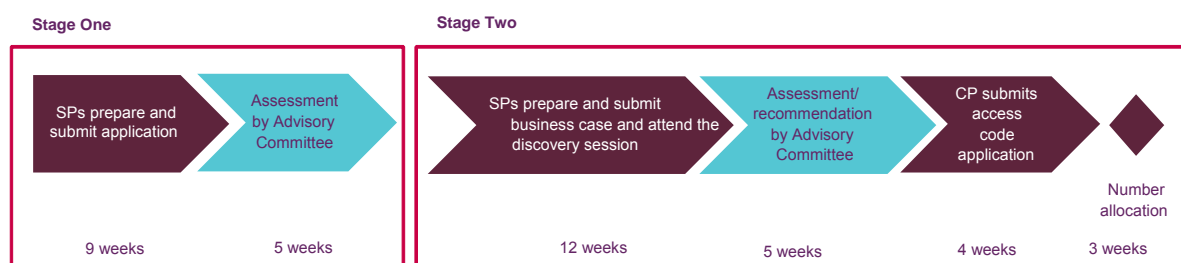 Stage One
Stage Two
SPs prepare and
submit application
Assessment
by Advisory
Committee
SPs prepare and submit
business case and attend the
discovery session
Assessment/
recommendation
by Advisory
Committee
CP submits
access
code
application
Number
allocation
9 weeks
5 weeks
12 weeks
5 weeks
4 weeks
3 weeks